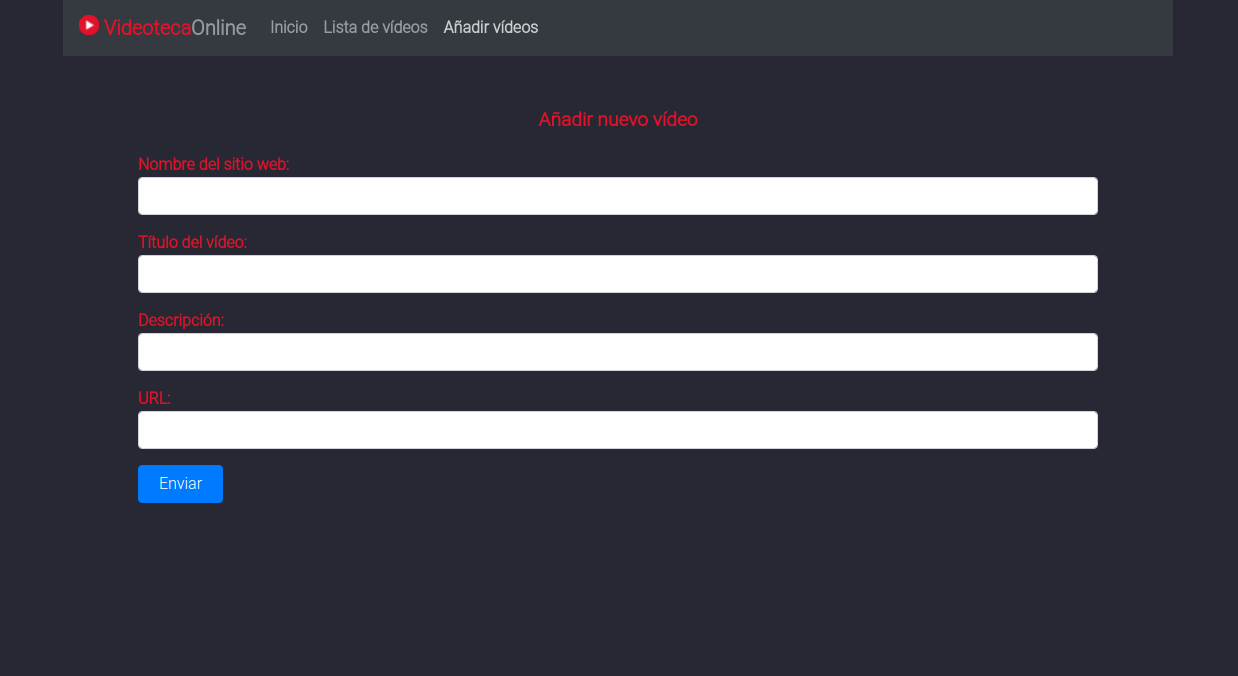 VideotecaOnline Inicio Lista de vídeos Añadir vídeos
Añadir nuevo vídeo
Nombre del sitio web:
Título del vídeo:
Descripción:
URL:
Enviar